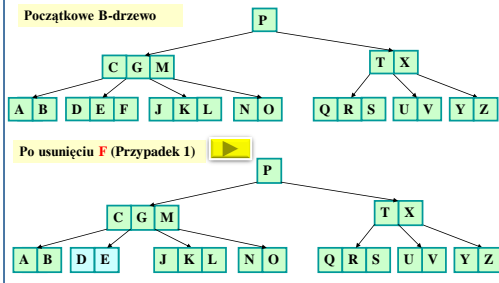 Początkowe B-drzewo
P
C G M
T X
A B D E F J K L N O Q R S U V Y Z
Po usunięciu F (Przypadek 1)
P
C G M
T X
A B D E J K L N O Q R S U V Y Z